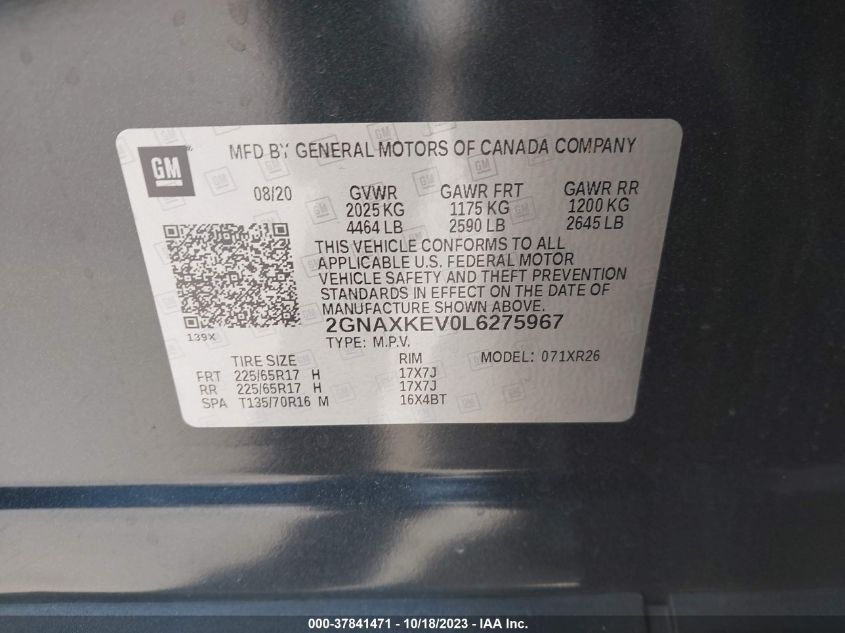 GM
MFD BY GENERAL MOTORS OF CANADA COMPANY
08/20 GVWR GAWR FRT GAWR RR
2025 KG 1175 KG 1200 KG
4464 LB 2590 LB 2645 LB
THIS VEHICLE CONFORMS TO ALL
APPLICABLE U.S. FEDERAL MOTOR
VEHICLE SAFETY AND THEFT PREVENTION
STANDARDS IN EFFECT ON THE DATE OF
MANUFACTURE SHOWN ABOVE.
2GNAXKEV0L6275967
139X
TYPE: M.P.V.
TIRE SIZE RIM MODEL: 071XR26
FRT 225/65R17 H 17X7J
RR 225/65R17 H 17X7J
SPA T135/70R16 M 16X4BT
000-37841471 - 10/18/2023 - IAA Inc.